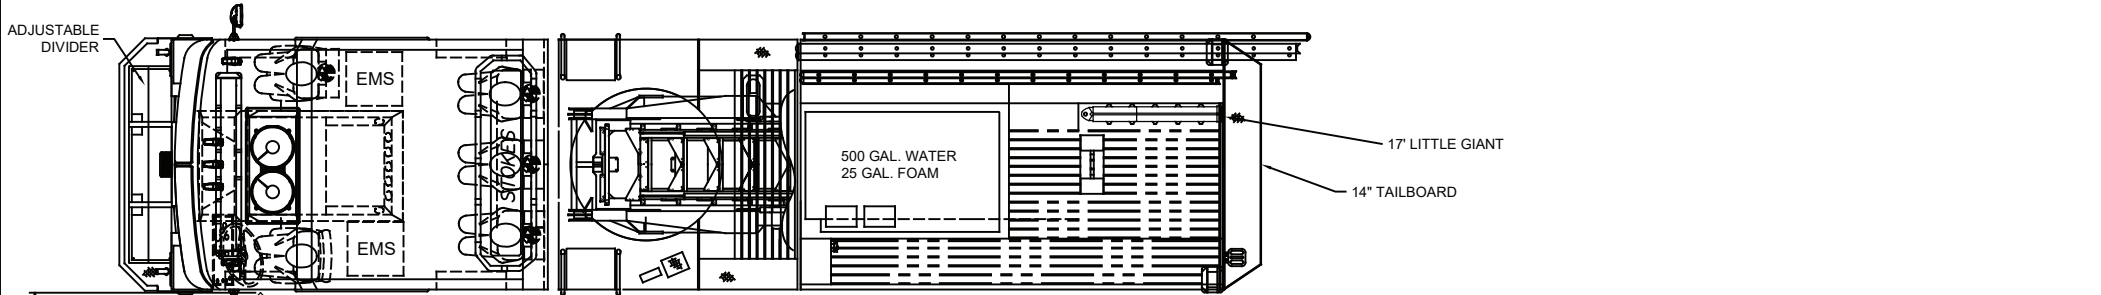 ADJUSTABLE
DIVIDER
EMS
EMS
STOKES
500 GAL. WATER
25 GAL. FOAM
17' LITTLE GIANT
14" TAILBOARD